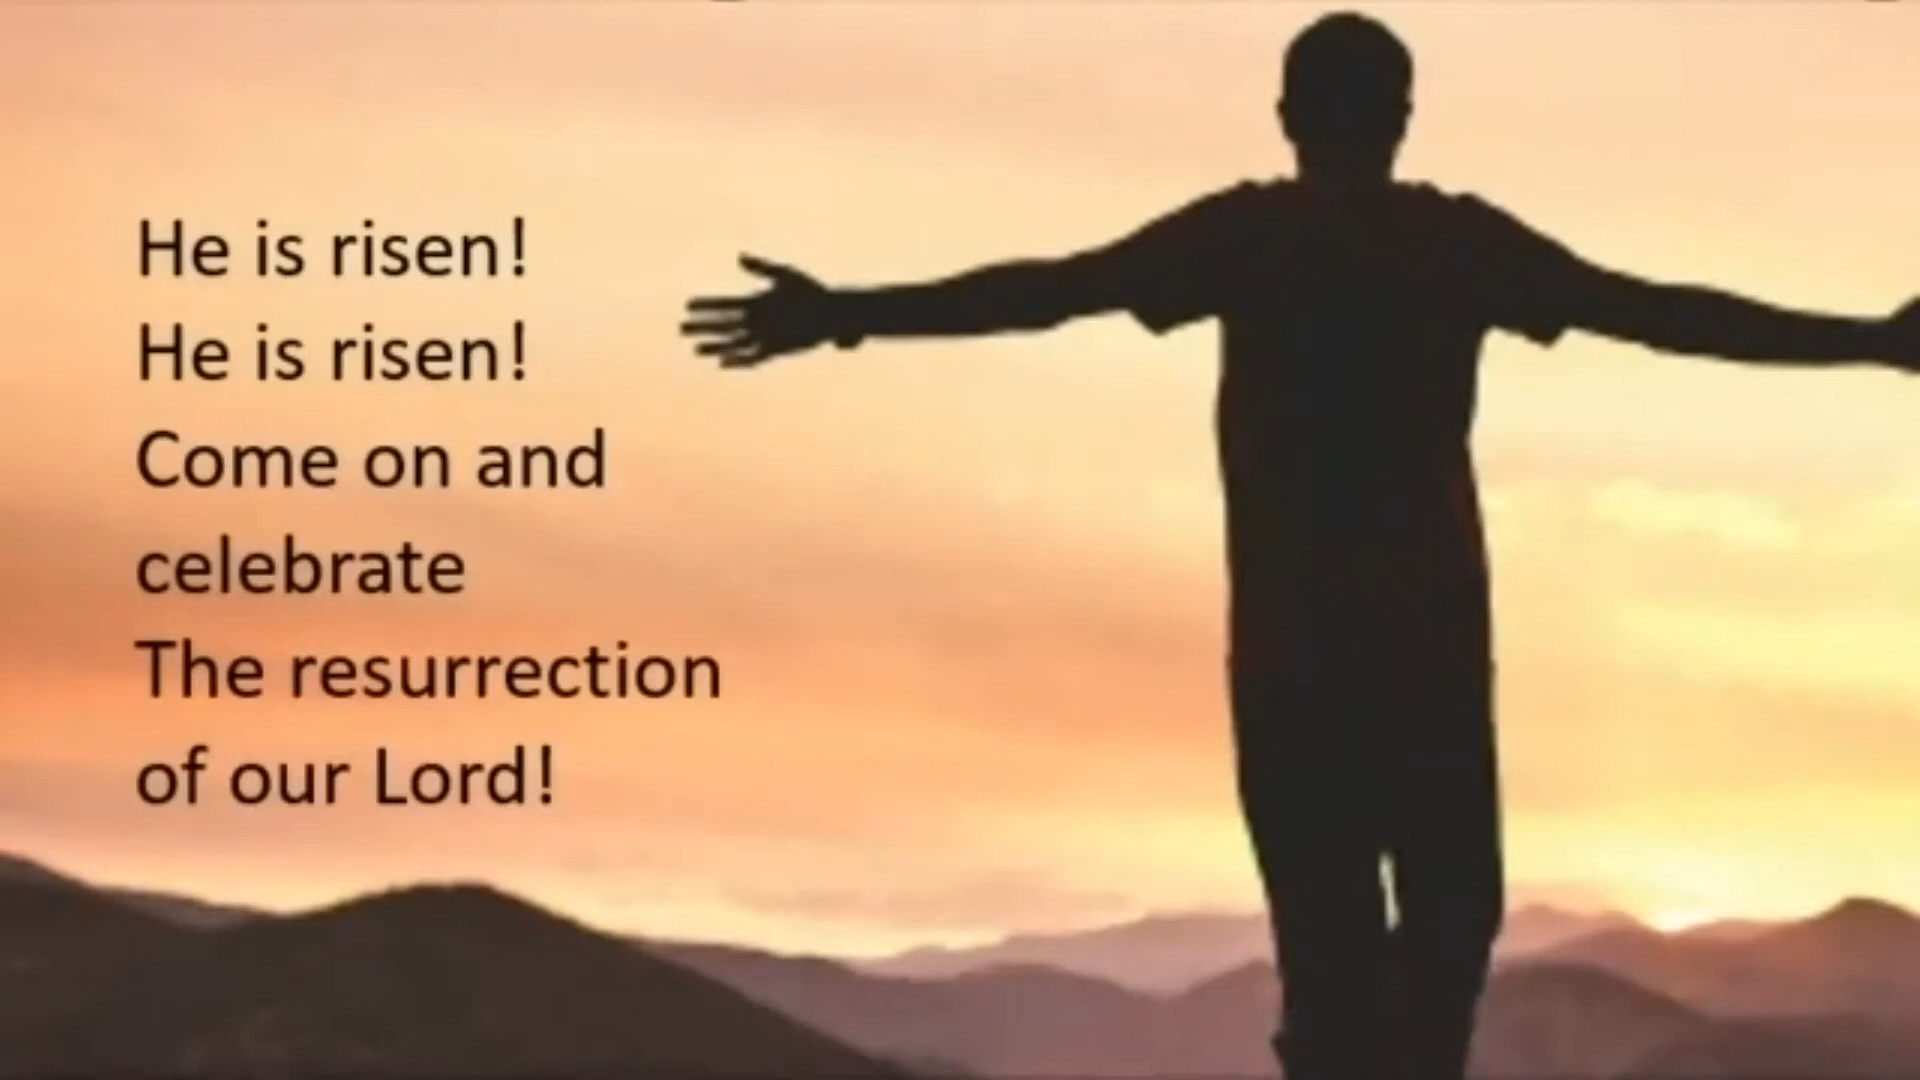 He is risen!
He is risen!
Come on and
celebrate
The resurrection
of our Lord!